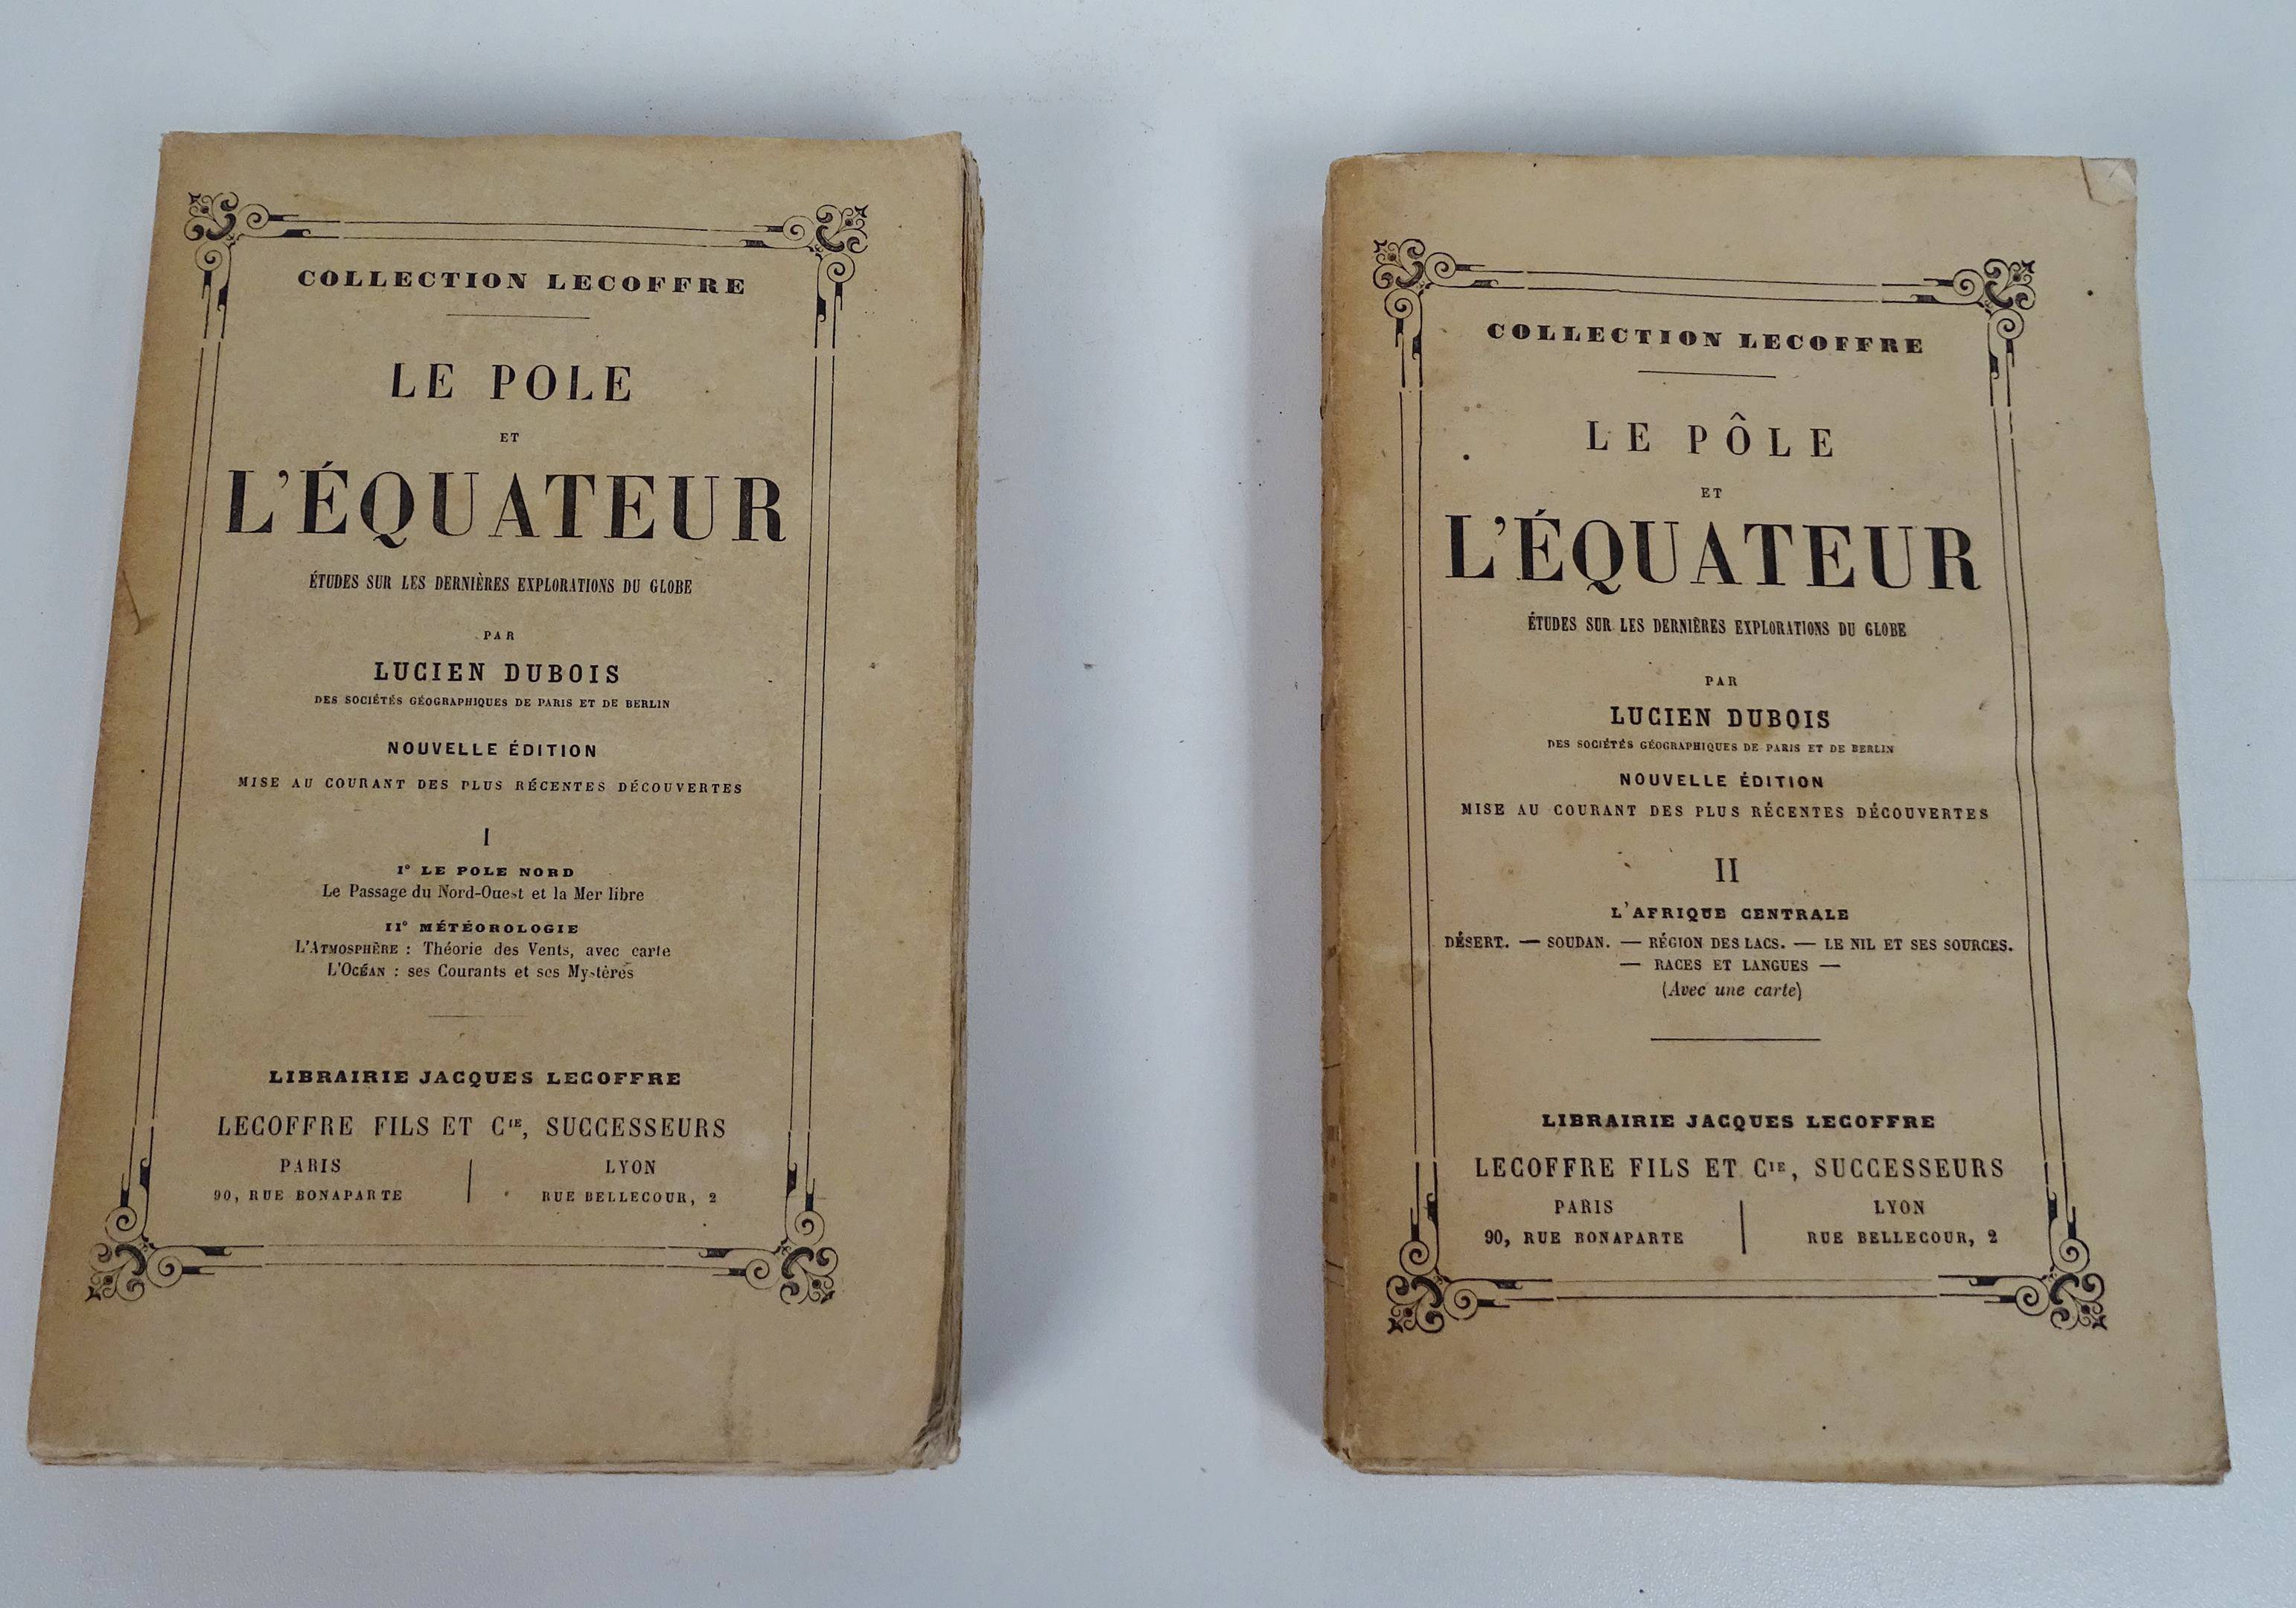 COLLECTION LECOFFRE
LE POLE
ET
L'ÉQUATEUR
ÉTUDES SUR LES DERNIÈRES EXPLORATIONS DU GLOBE
PAR
LUCIEN DUBOIS
DES SOCIÉTÉS GÉOGRAPHIQUES DE PARIS ET DE BERLIN
NOUVELLE ÉDITION
MISE AU COURANT DES PLUS RÉCENTES DÉCOUVERTES
I
I° LE POLE NORD
Le Passage du Nord-Ouest et la Mer libre
II° MÉTÉOROLOGIE
L'ATMOSPHÈRE : Théorie des Vents, avec carte
L'OCÉAN : ses Courants et ses Mystères
LIBRAIRIE JACQUES LECOFFRE
LECOFFRE FILS ET CIE, SUCCESSEURS
PARIS LYON
90, RUE BONAPARTE RUE BELLECOUR, 2
COLLECTION LECOFFRE
LE PÔLE
ET
L'ÉQUATEUR
ÉTUDES SUR LES DERNIÈRES EXPLORATIONS DU GLOBE
PAR
LUCIEN DUBOIS
DES SOCIÉTÉS GÉOGRAPHIQUES DE PARIS ET DE BERLIN
NOUVELLE ÉDITION
MISE AU COURANT DES PLUS RÉCENTES DÉCOUVERTES
II
L'AFRIQUE CENTRALE
DÉSERT. — SOUDAN. — RÉGION DES LACS. — LE NIL ET SES SOURCES.
— RACES ET LANGUES —
(Avec une carte)
LIBRAIRIE JACQUES LECOFFRE
LECOFFRE FILS ET CIE, SUCCESSEURS
PARIS LYON
90, RUE BONAPARTE RUE BELLECOUR, 2